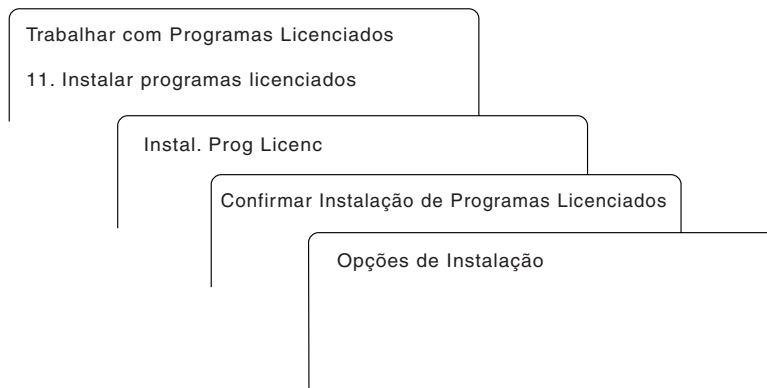 Trabalhar com Programas Licenciados
11. Instalar programas licenciados
Instal. Prog Licenc
Confirmar Instalação de Programas Licenciados
Opções de Instalação